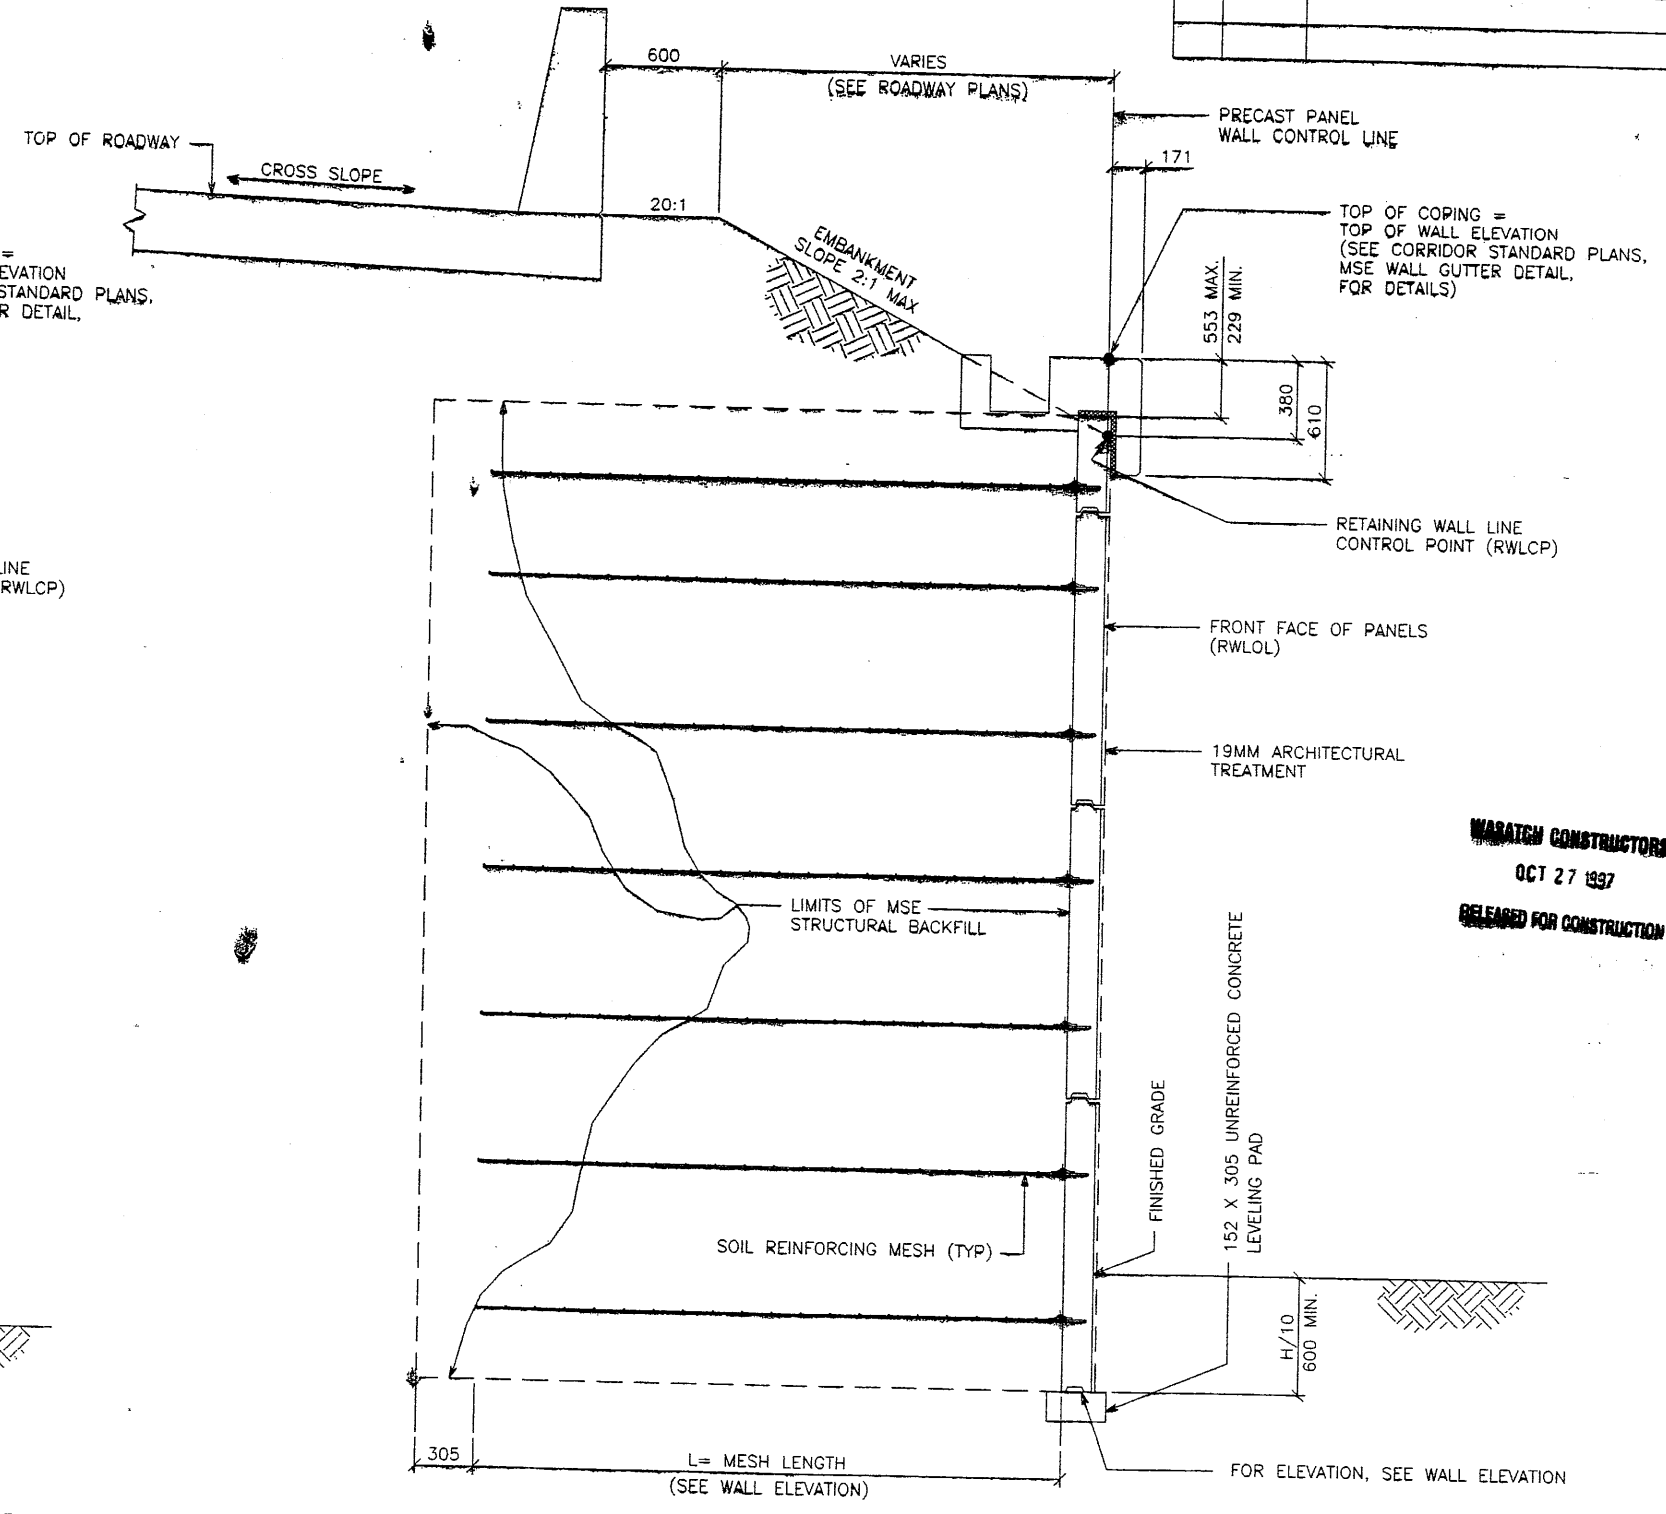 600
VARIES
(SEE ROADWAY PLANS)
PRECAST PANEL
WALL CONTROL LINE
171
TOP OF ROADWAY
CROSS SLOPE
20:1
EMBANKMENT
SLOPE 2:1 MAX
TOP OF COPING =
TOP OF WALL ELEVATION
(SEE CORRIDOR STANDARD PLANS,
MSE WALL GUTTER DETAIL,
FOR DETAILS)
=
EVATION
STANDARD PLANS,
R DETAIL,
553 MAX.
229 MIN.
380
610
RETAINING WALL LINE
CONTROL POINT (RWLCP)
INE
RWLCP)
FRONT FACE OF PANELS
(RWLOL)
19MM ARCHITECTURAL
TREATMENT
WASATCH CONSTRUCTORS
OCT 27 1997
RELEASED FOR CONSTRUCTION
LIMITS OF MSE
STRUCTURAL BACKFILL
SOIL REINFORCING MESH (TYP)
FINISHED GRADE
152 X 305 UNREINFORCED CONCRETE
LEVELING PAD
H/10
600 MIN.
305
L= MESH LENGTH
(SEE WALL ELEVATION)
FOR ELEVATION, SEE WALL ELEVATION